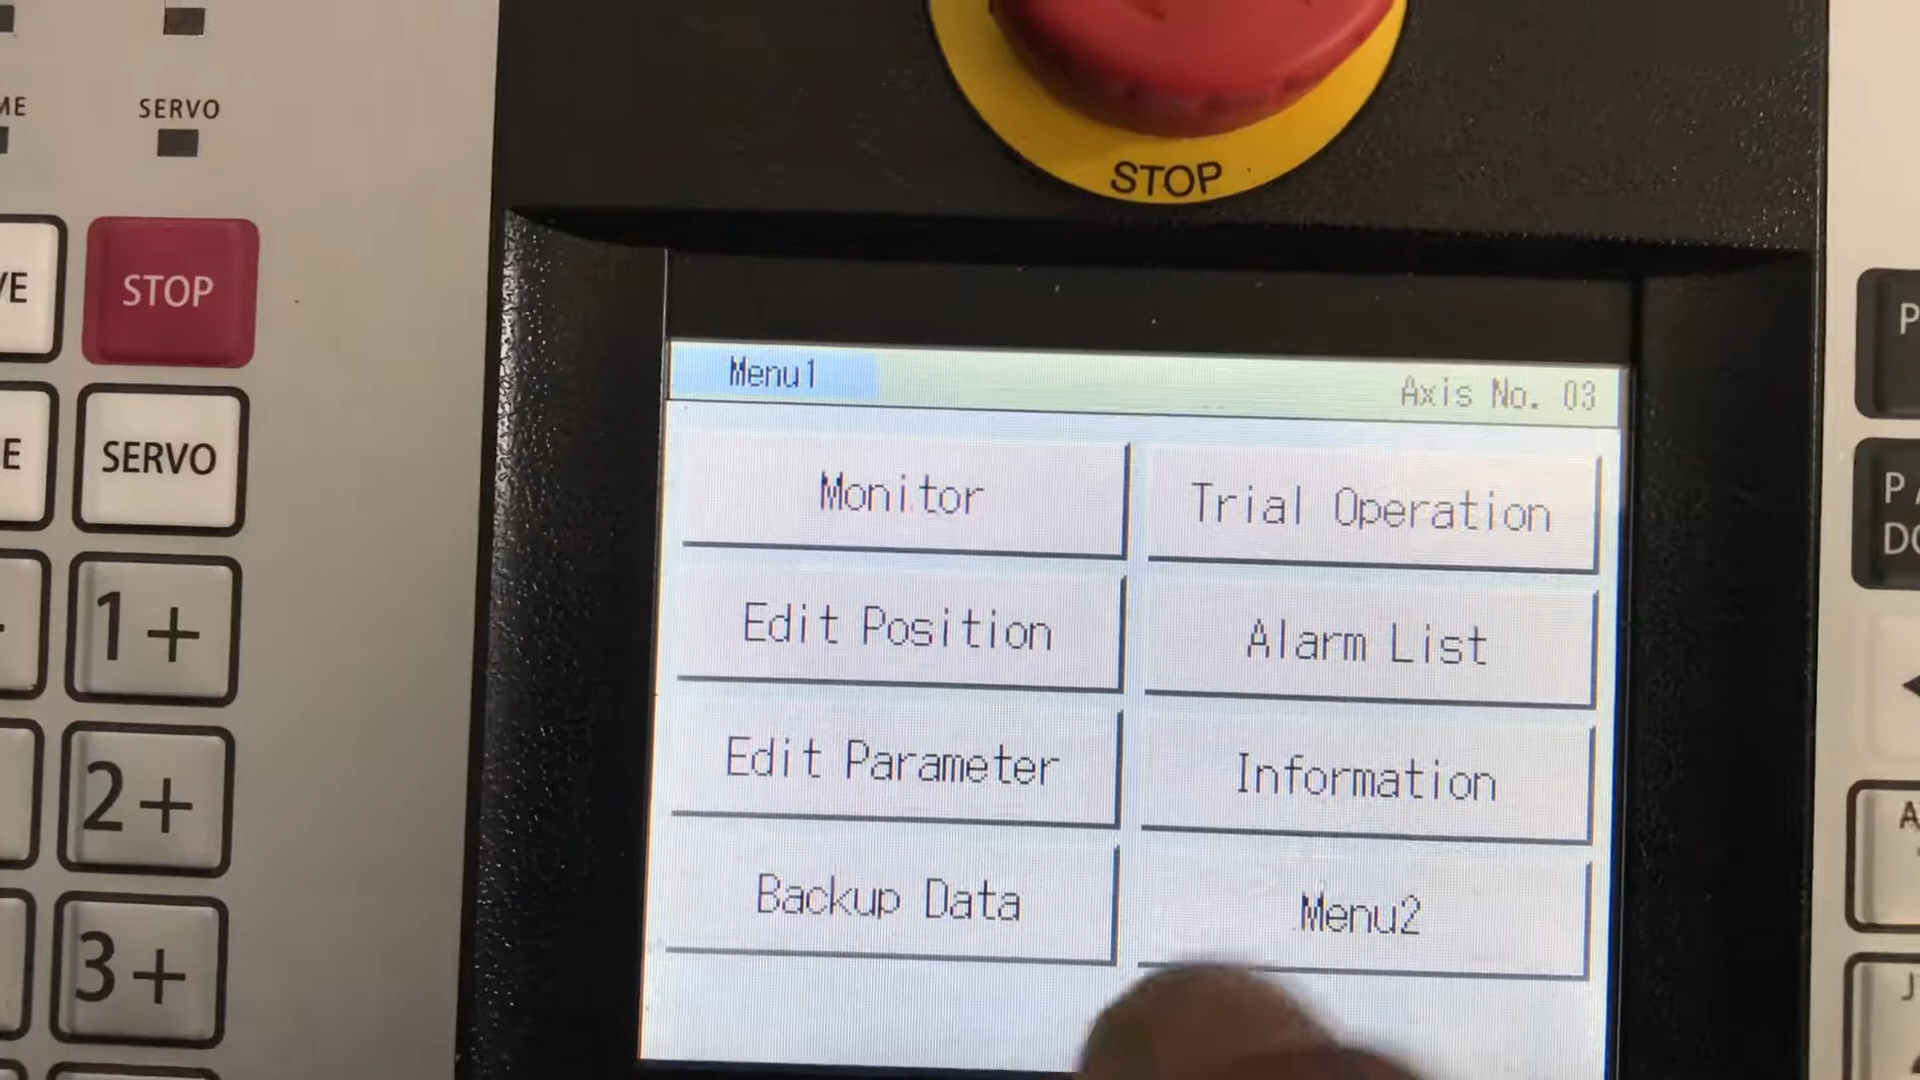 SERVO
STOP
STOP
SERVO
1+
2+
3+
Menu1
Axis No. 03
Monitor
Trial Operation
Edit Position
Alarm List
Edit Parameter
Information
Backup Data
Menu2